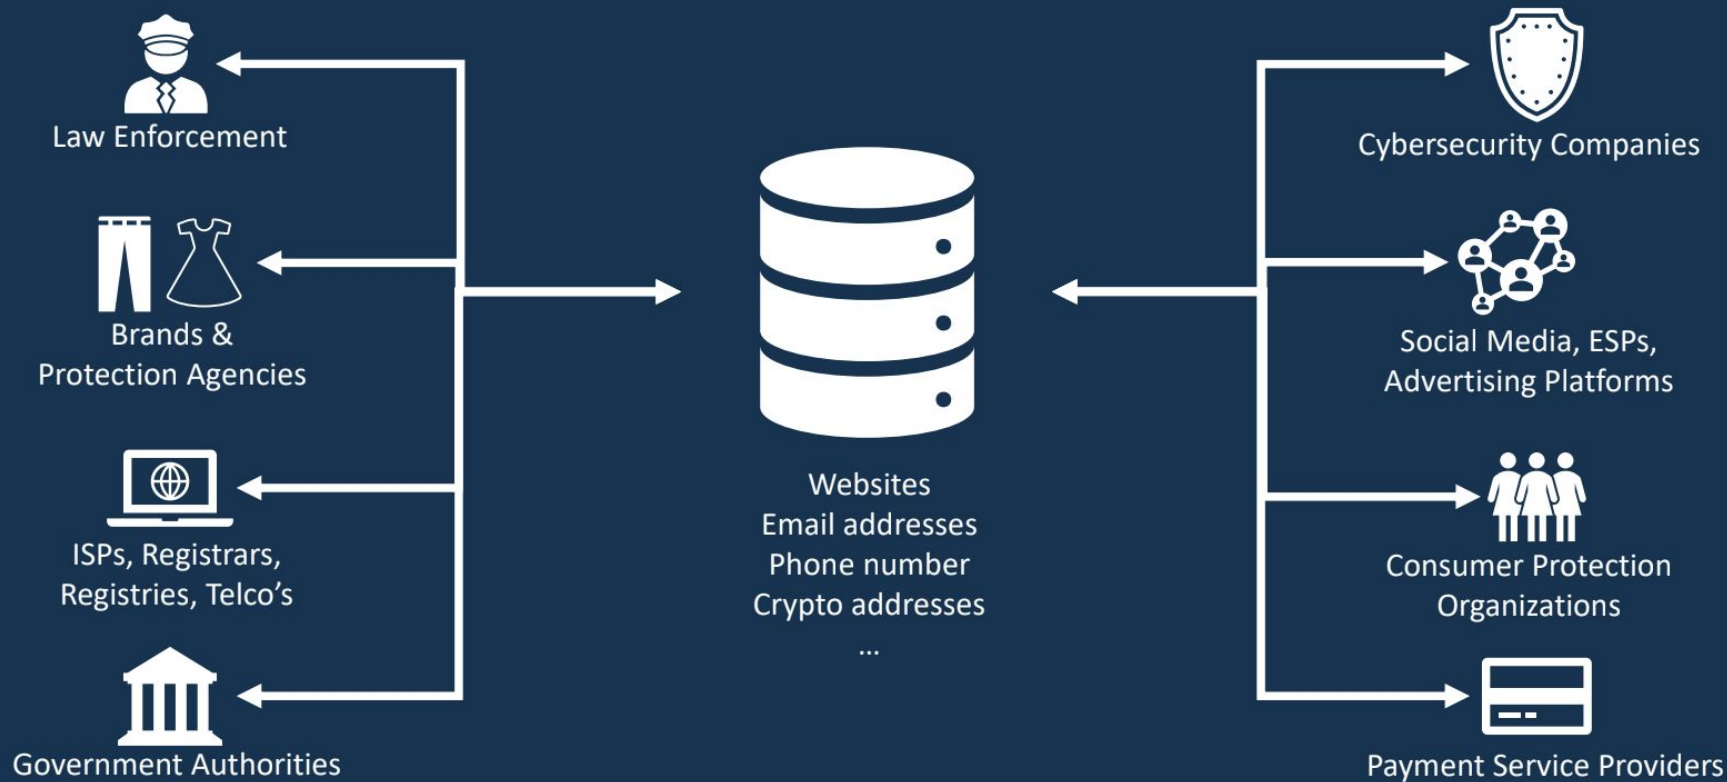 Law Enforcement
Brands &
Protection Agencies
ISPs, Registrars,
Registries, Telco’s
Government Authorities
Websites
Email addresses
Phone number
Crypto addresses
...
Cybersecurity Companies
Social Media, ESPs,
Advertising Platforms
Consumer Protection
Organizations
Payment Service Providers